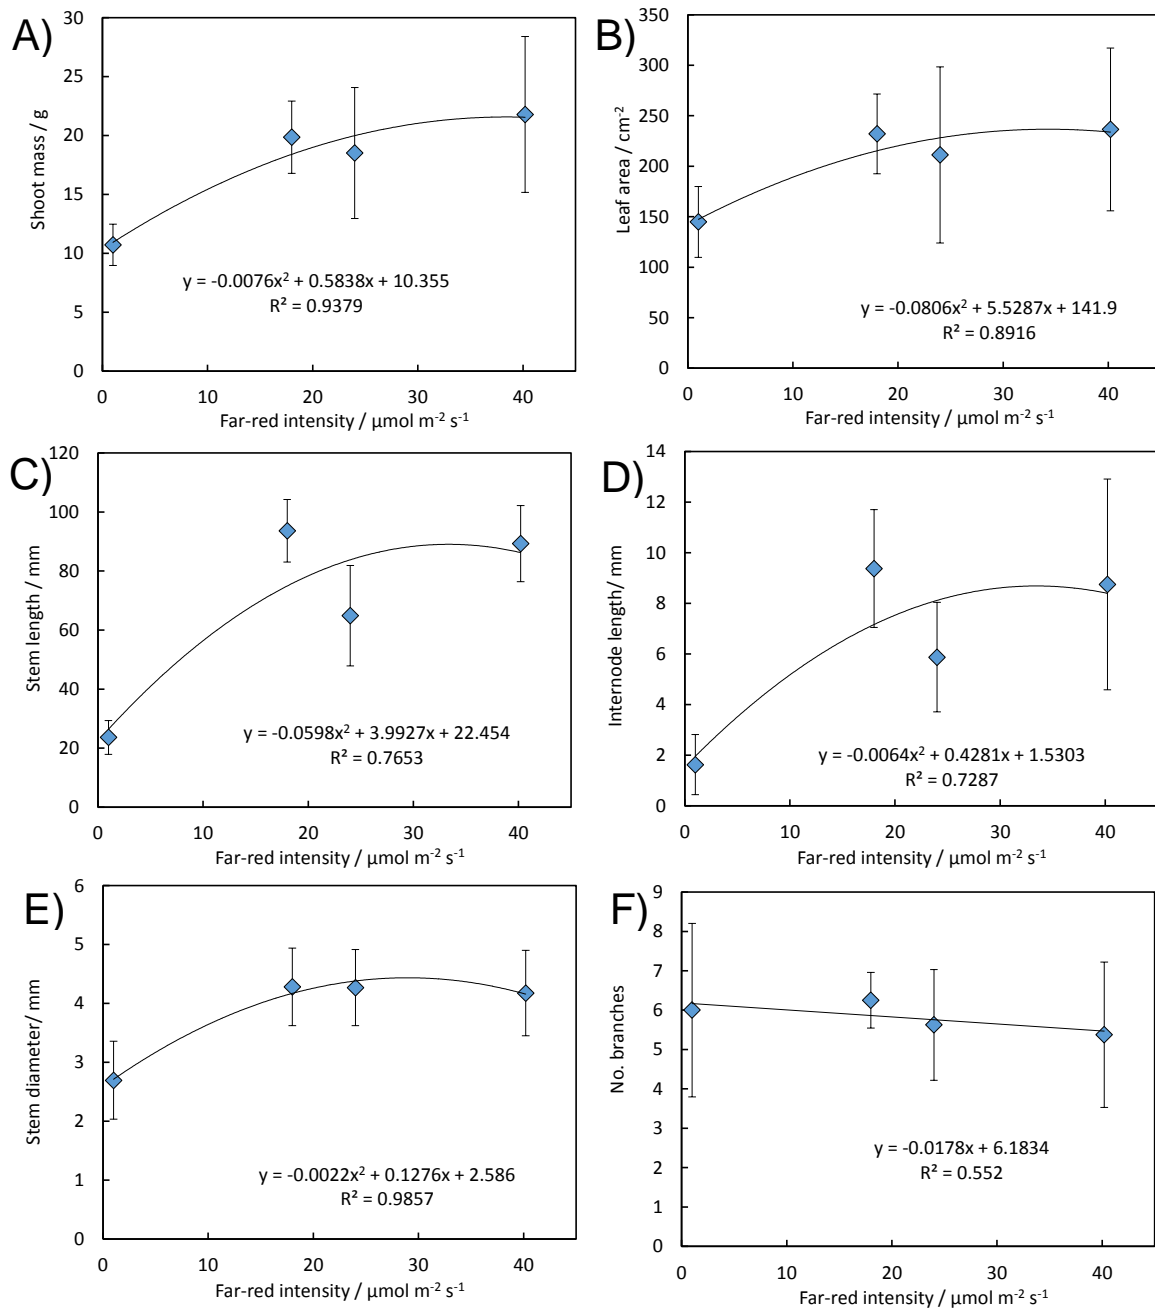 A)
30
25
20
15
10
5
0
Shoot mass / g
y = -0.0076x² + 0.5838x + 10.355
R² = 0.9379
0 10 20 30 40
Far-red intensity / µmol m⁻² s⁻¹
B)
350
300
250
200
150
100
50
0
Leaf area / cm⁻²
y = -0.0806x² + 5.5287x + 141.9
R² = 0.8916
0 10 20 30 40
Far-red intensity / µmol m⁻² s⁻¹
C)
120
100
80
60
40
20
0
Stem length / mm
y = -0.0598x² + 3.9927x + 22.454
R² = 0.7653
0 10 20 30 40
Far-red intensity / µmol m⁻² s⁻¹
D)
14
12
10
8
6
4
2
0
Internode length/ mm
y = -0.0064x² + 0.4281x + 1.5303
R² = 0.7287
0 10 20 30 40
Far-red intensity / µmol m⁻² s⁻¹
E)
6
5
4
3
2
1
0
Stem diameter/ mm
y = -0.0022x² + 0.1276x + 2.586
R² = 0.9857
0 10 20 30 40
Far-red intensity / µmol m⁻² s⁻¹
F)
9
8
7
6
5
4
3
2
1
0
No. branches
y = -0.0178x + 6.1834
R² = 0.552
0 10 20 30 40
Far-red intensity / µmol m⁻² s⁻¹